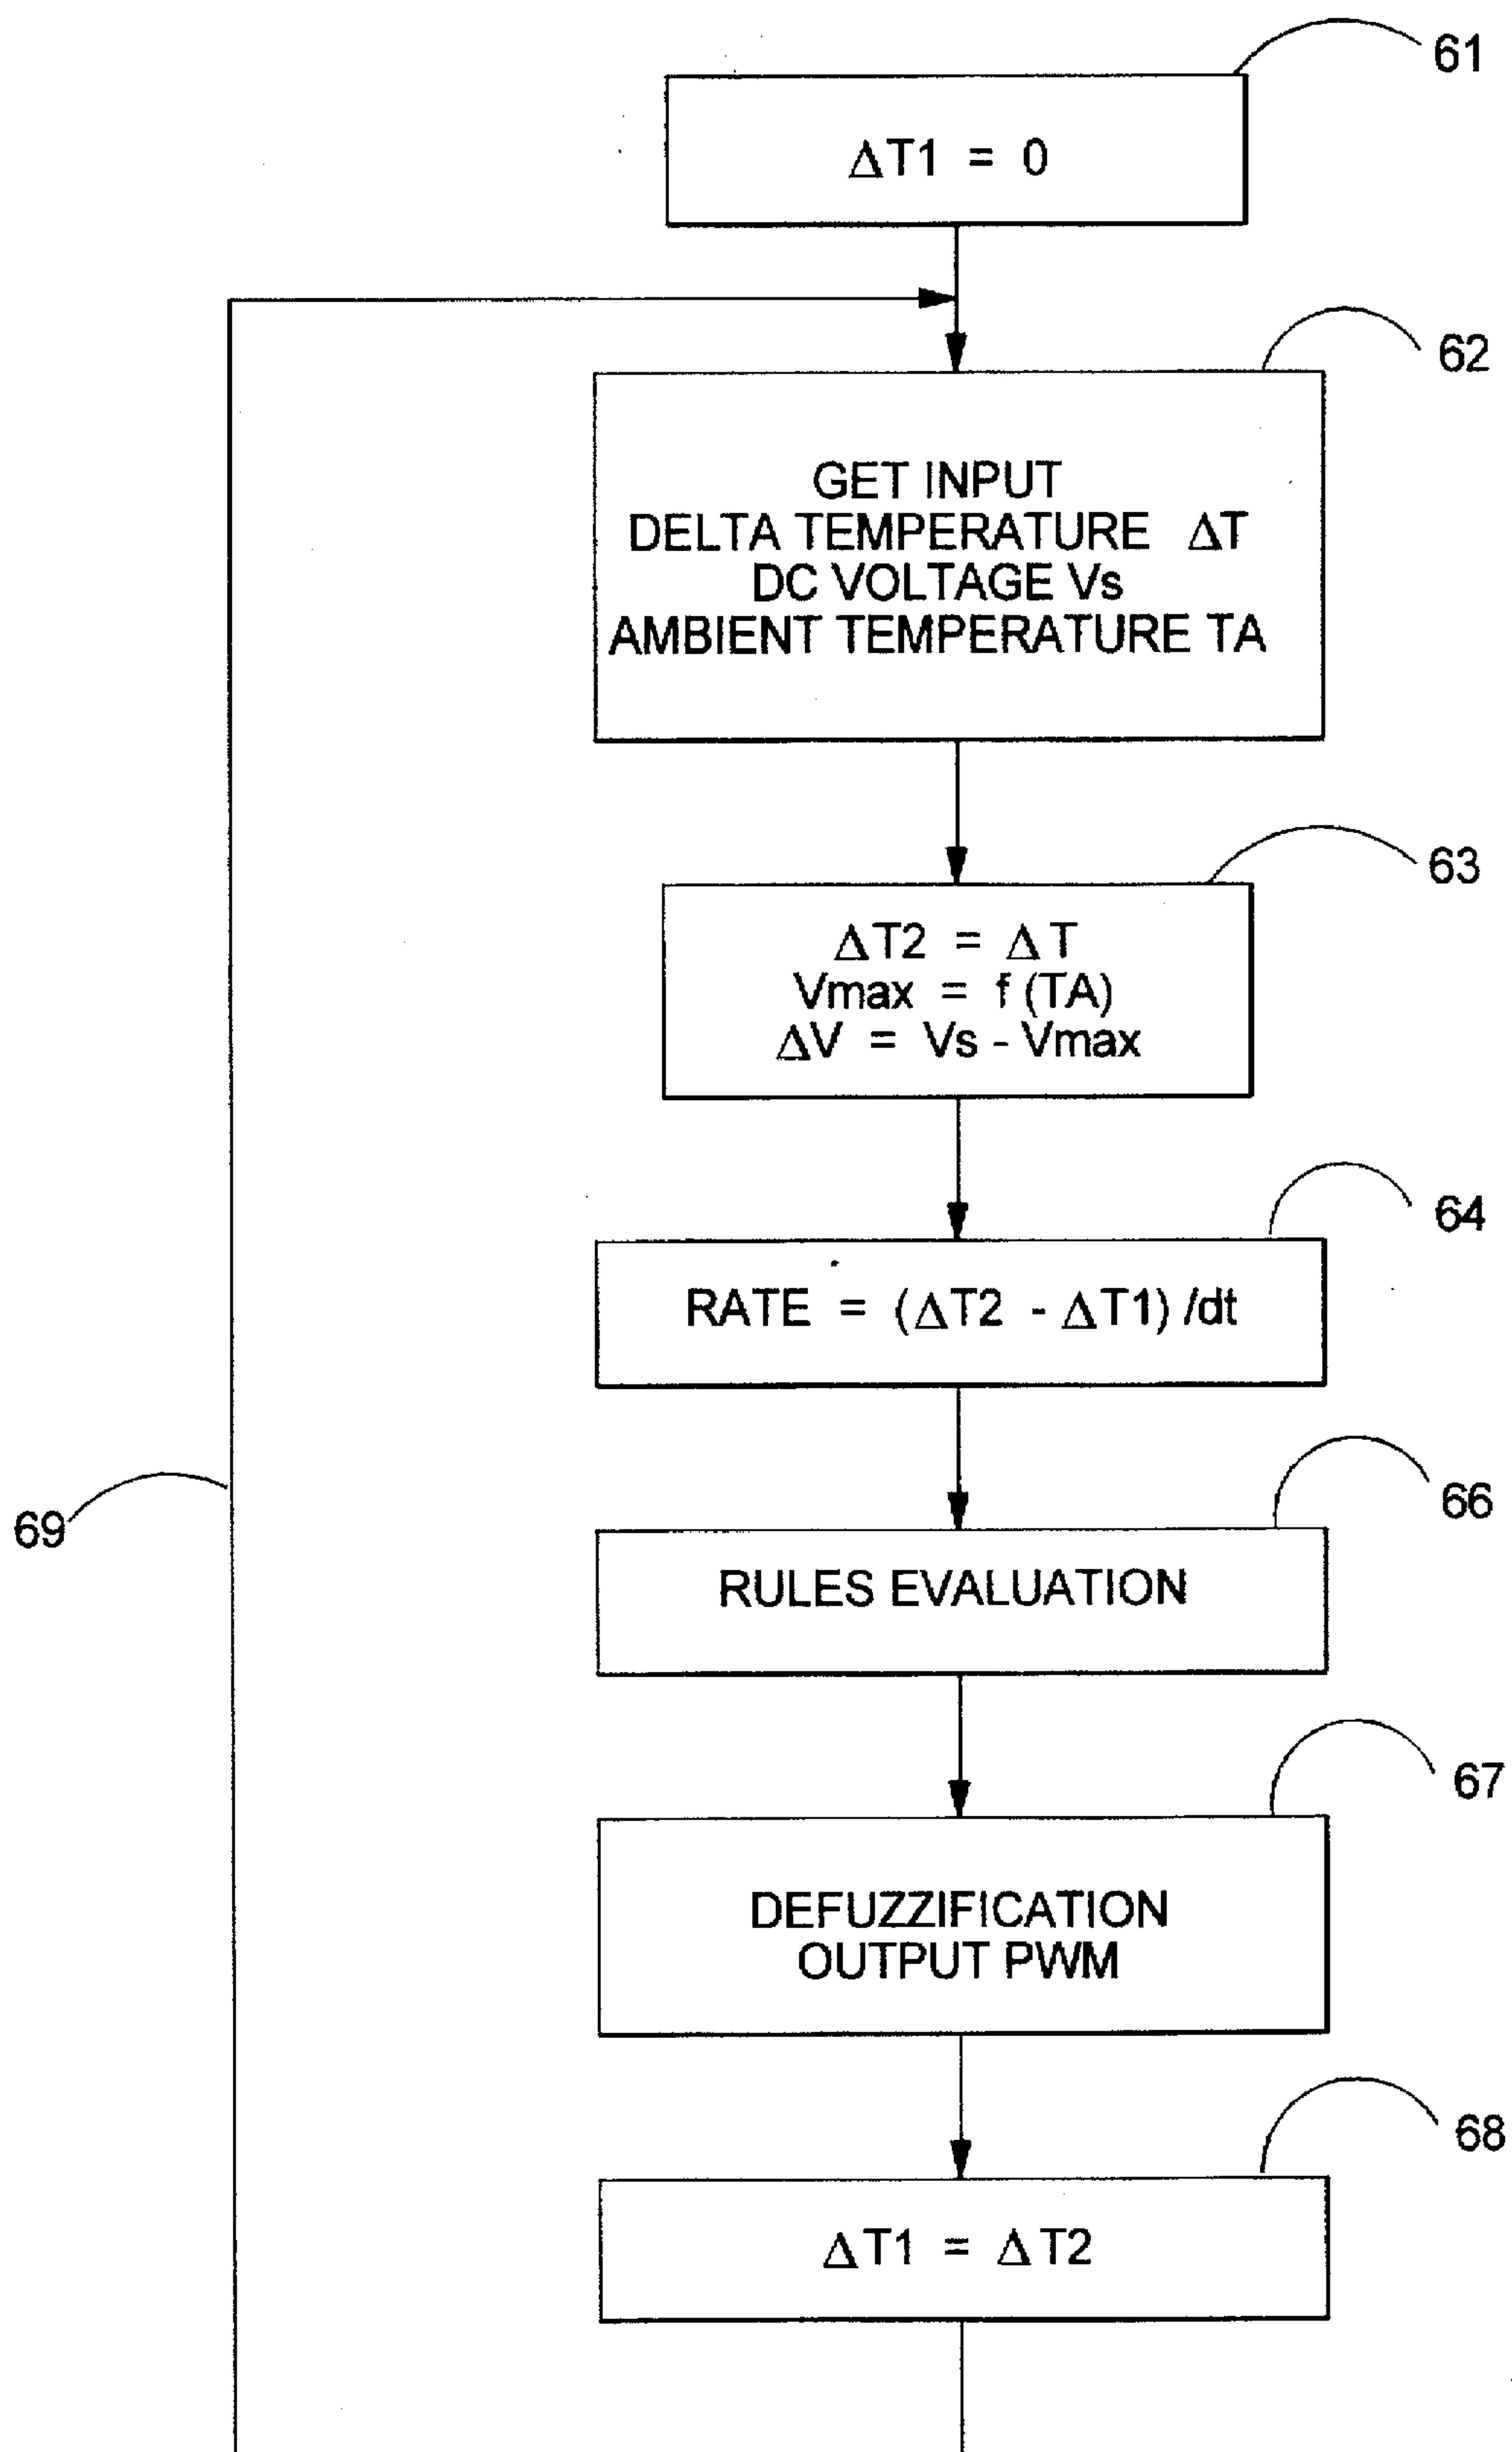 61
ΔT1 = 0
62
GET INPUT
DELTA TEMPERATURE ΔT
DC VOLTAGE Vs
AMBIENT TEMPERATURE TA
63
ΔT2 = ΔT
Vmax = f (TA)
ΔV = Vs - Vmax
64
RATE = (ΔT2 - ΔT1) /dt
69
66
RULES EVALUATION
67
DEFUZZIFICATION
OUTPUT PWM
68
ΔT1 = ΔT2